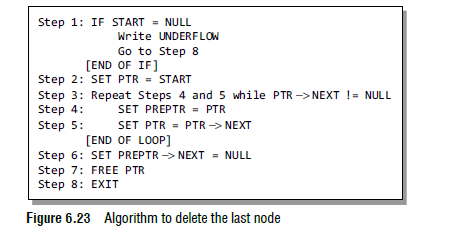 Step 1: IF START = NULL
Write UNDERFLOW
Go to Step 8
[END OF IF]
Step 2: SET PTR = START
Step 3: Repeat Steps 4 and 5 while PTR -> NEXT != NULL
Step 4: SET PREPTR = PTR
Step 5: SET PTR = PTR -> NEXT
[END OF LOOP]
Step 6: SET PREPTR -> NEXT = NULL
Step 7: FREE PTR
Step 8: EXIT
Figure 6.23 Algorithm to delete the last node